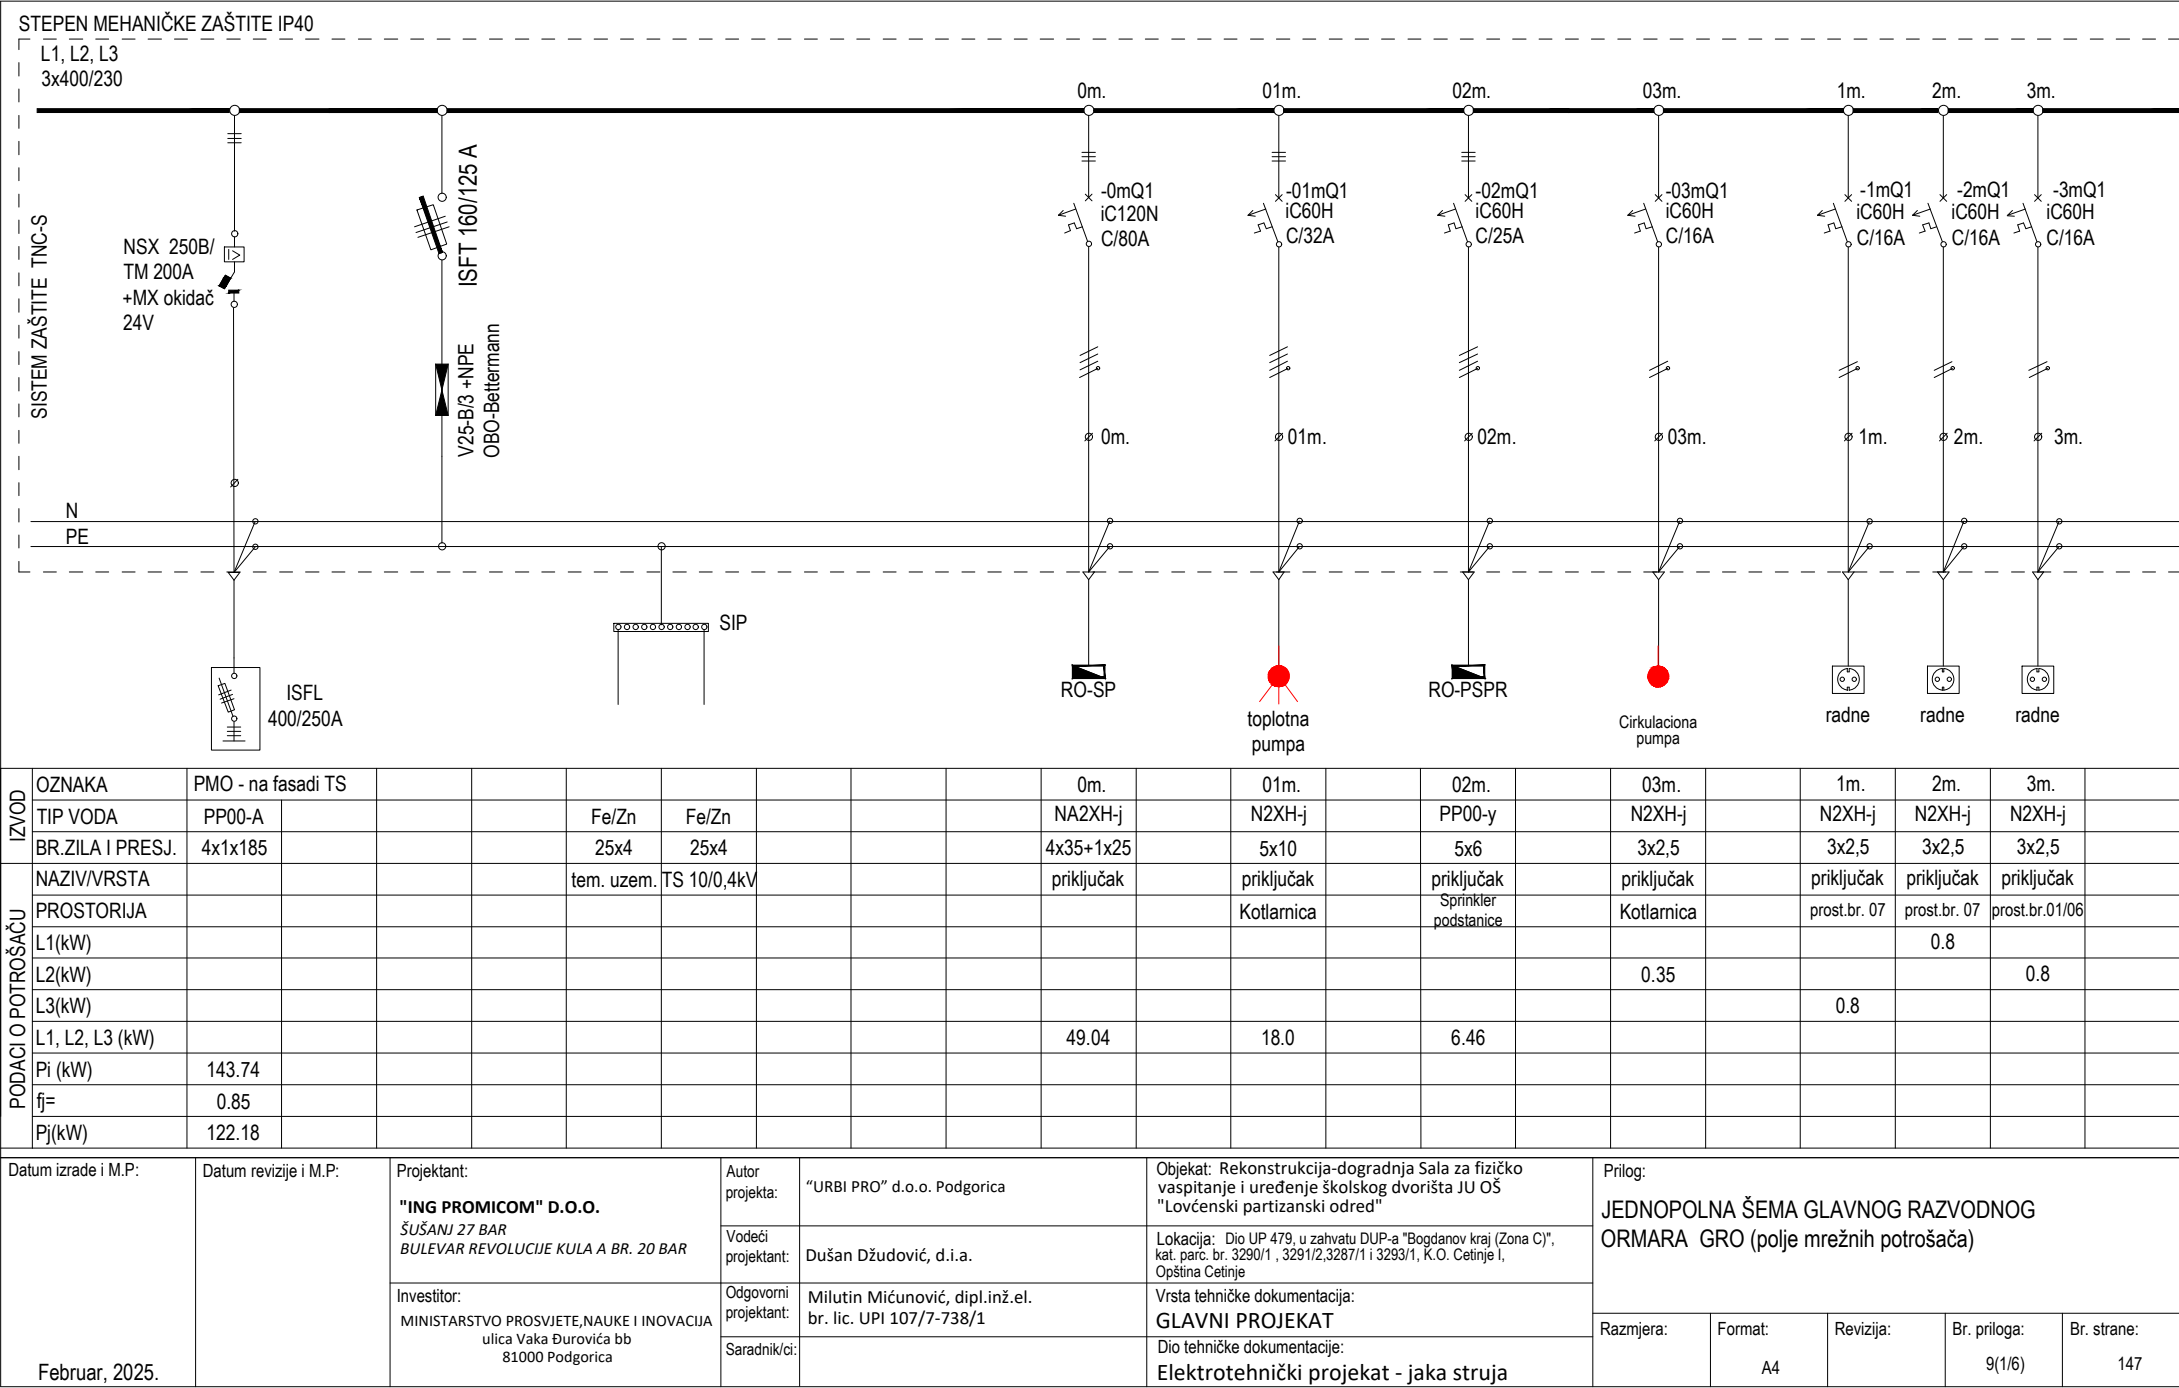 STEPEN MEHANIČKE ZAŠTITE IP40
L1, L2, L3
3x400/230
SISTEM ZAŠTITE TNC-S
NSX 250B/
TM 200A
+MX okidač
24V
ISFT 160/125 A
V25-B/3 +NPE
OBO-Bettermann
0m. 01m. 02m. 03m. 1m. 2m. 3m.
-0mQ1
iC120N
C/80A
-01mQ1
iC60H
C/32A
-02mQ1
iC60H
C/25A
-03mQ1
iC60H
C/16A
-1mQ1
iC60H
C/16A
-2mQ1
iC60H
C/16A
-3mQ1
iC60H
C/16A
0m. 01m. 02m. 03m. 1m. 2m. 3m.
N
PE
ISFL
400/250A
SIP
RO-SP
toplotna
pumpa
RO-PSPR
Cirkulaciona
pumpa
radne radne radne
IZVOD
OZNAKA PMO - na fasadi TS 0m. 01m. 02m. 03m. 1m. 2m. 3m.
TIP VODA PP00-A Fe/Zn Fe/Zn NA2XH-j N2XH-j PP00-y N2XH-j N2XH-j N2XH-j N2XH-j
BR.ZILA I PRESJ. 4x1x185 25x4 25x4 4x35+1x25 5x10 5x6 3x2,5 3x2,5 3x2,5 3x2,5
PODACI O POTROŠAČU
NAZIV/VRSTA tem. uzem. TS 10/0,4kV priključak priključak priključak priključak priključak priključak priključak
PROSTORIJA Kotlarnica Sprinkler podstanice Kotlarnica prost.br. 07 prost.br. 07 prost.br.01/06
L1(kW) 0.8
L2(kW) 0.35 0.8
L3(kW) 0.8
L1, L2, L3 (kW) 49.04 18.0 6.46
Pi (kW) 143.74
fj= 0.85
Pj(kW) 122.18
Datum izrade i M.P:
Februar, 2025.
Datum revizije i M.P:
Projektant:
"ING PROMICOM" D.O.O.
ŠUŠANJ 27 BAR
BULEVAR REVOLUCIJE KULA A BR. 20 BAR
Investitor:
MINISTARSTVO PROSVJETE,NAUKE I INOVACIJA
ulica Vaka Đurovića bb
81000 Podgorica
Autor
projekta:
“URBI PRO” d.o.o. Podgorica
Vodeći
projektant:
Dušan Džudović, d.i.a.
Odgovorni
projektant:
Milutin Mićunović, dipl.inž.el.
br. lic. UPI 107/7-738/1
Saradnik/ci:
Objekat: Rekonstrukcija-dogradnja Sala za fizičko
vaspitanje i uređenje školskog dvorišta JU OŠ
"Lovćenski partizanski odred"
Lokacija: Dio UP 479, u zahvatu DUP-a "Bogdanov kraj (Zona C)",
kat. parc. br. 3290/1 , 3291/2,3287/1 i 3293/1, K.O. Cetinje I,
Opština Cetinje
Vrsta tehničke dokumentacije:
GLAVNI PROJEKAT
Dio tehničke dokumentacije:
Elektrotehnički projekat - jaka struja
Prilog:
JEDNOPOLNA ŠEMA GLAVNOG RAZVODNOG
ORMARA GRO (polje mrežnih potrošača)
Razmjera:
Format:
A4
Revizija:
Br. priloga:
9(1/6)
Br. strane:
147